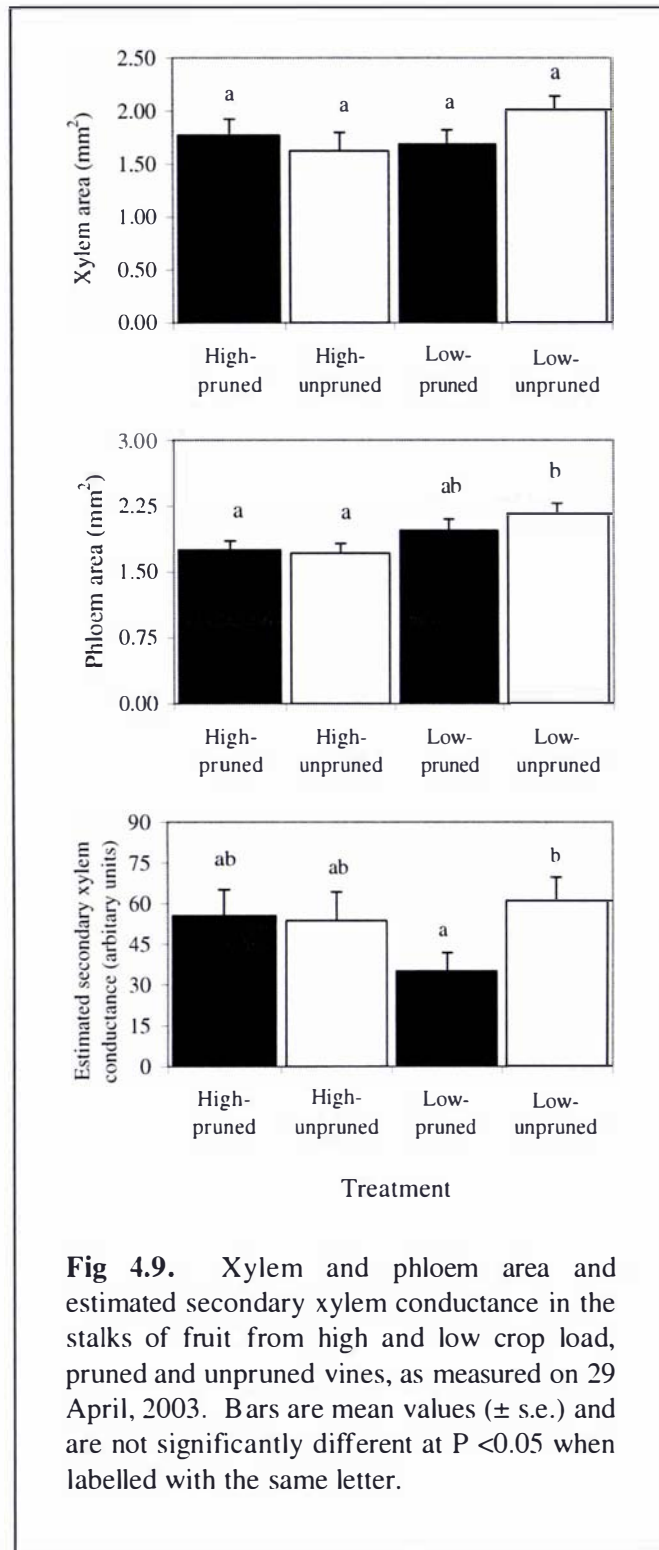 2.50
a
a
a
a
2.00
1.50
1.00
0.50
0.00
Xylem area (mm²)
High-pruned
High-unpruned
Low-pruned
Low-unpruned
3.00
a
a
ab
b
2.25
1.50
0.75
0.00
Phloem area (mm²)
High-pruned
High-unpruned
Low-pruned
Low-unpruned
90
ab
ab
a
b
75
60
45
30
15
0
Estimated secondary xylem
conductance (arbitary units)
High-pruned
High-unpruned
Low-pruned
Low-unpruned
Treatment
Fig 4.9. Xylem and phloem area and
estimated secondary xylem conductance in the
stalks of fruit from high and low crop load,
pruned and unpruned vines, as measured on 29
April, 2003. Bars are mean values (± s.e.) and
are not significantly different at P <0.05 when
labelled with the same letter.